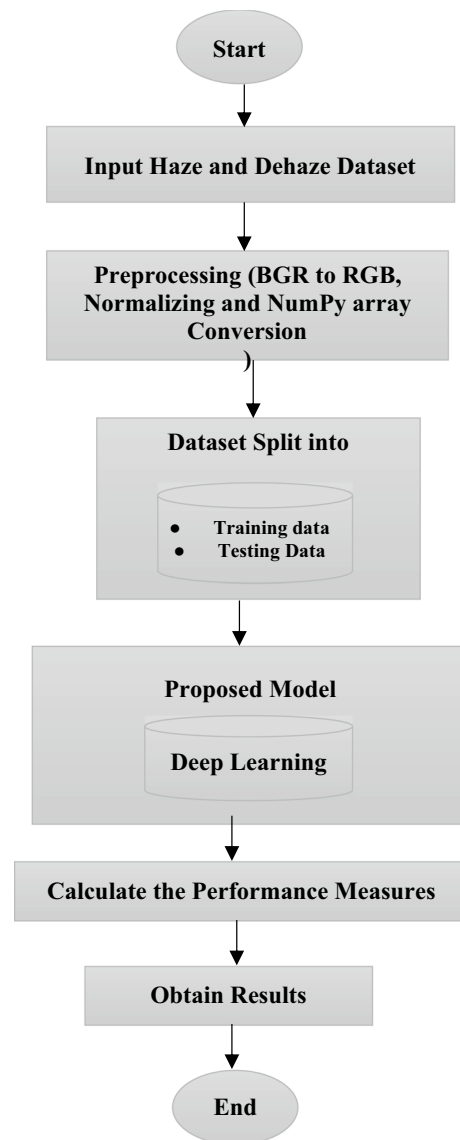 Start
Input Haze and Dehaze Dataset
Preprocessing (BGR to RGB,
Normalizing and NumPy array
Conversion
)
Dataset Split into
● Training data
● Testing Data
Proposed Model
Deep Learning
Calculate the Performance Measures
Obtain Results
End